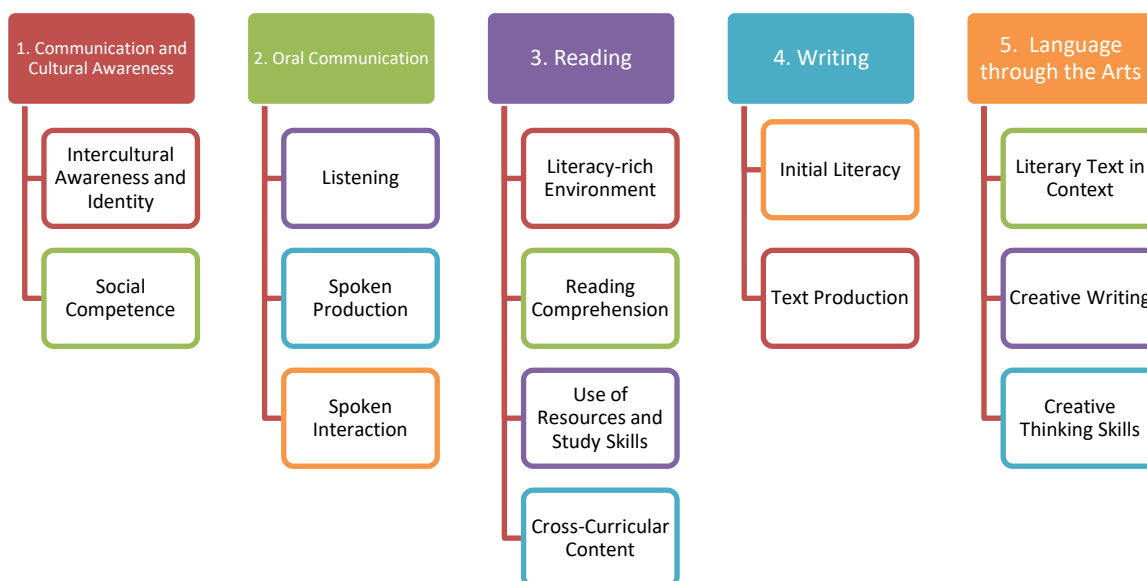 1. Communication and
Cultural Awareness
Intercultural
Awareness and
Identity
Social
Competence
2. Oral Communication
Listening
Spoken
Production
Spoken
Interaction
3. Reading
Literacy-rich
Environment
Reading
Comprehension
Use of
Resources and
Study Skills
Cross-Curricular
Content
4. Writing
Initial Literacy
Text Production
5. Language
through the Arts
Literary Text in
Context
Creative Writing
Creative
Thinking Skills